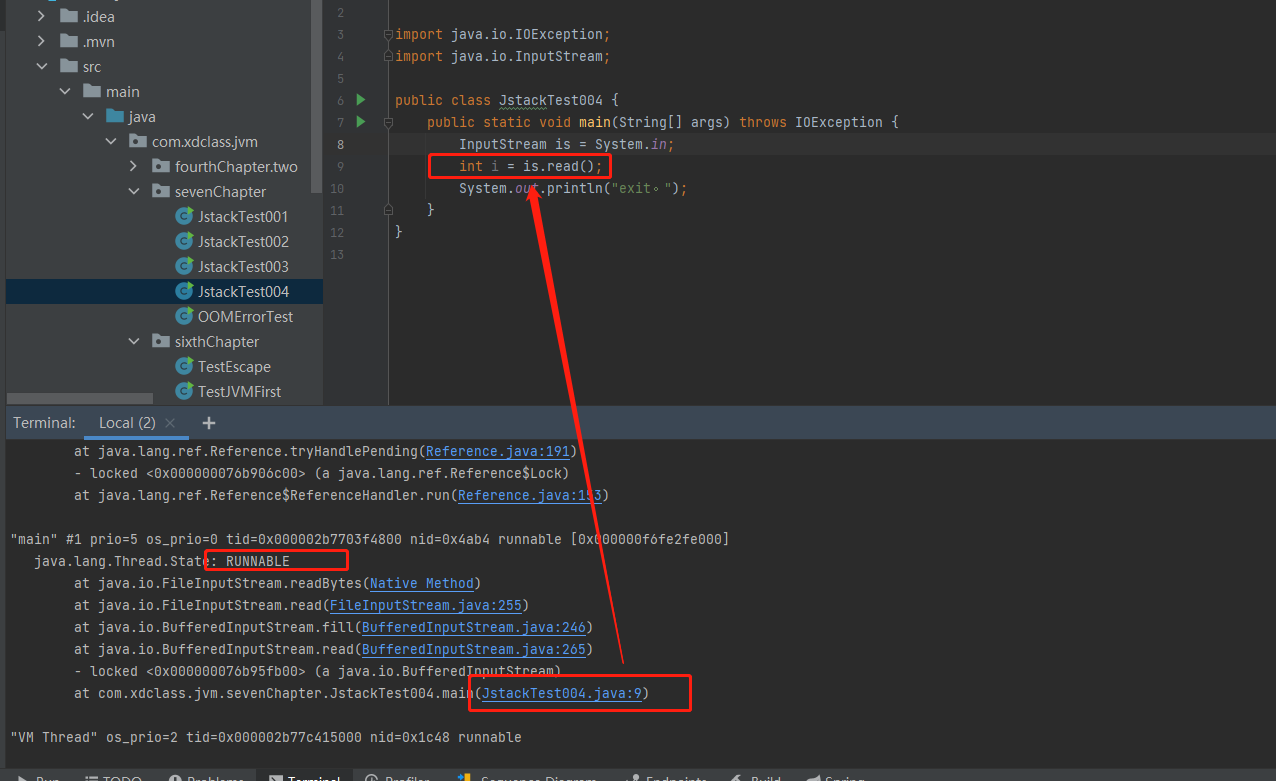 .idea
.mvn
src
main
java
com.xdclass.jvm
fourthChapter.two
sevenChapter
JstackTest001
JstackTest002
JstackTest003
JstackTest004
OOMErrorTest
sixthChapter
TestEscape
TestJVMFirst
2
3 import java.io.IOException;
4 import java.io.InputStream;
5
6 public class JstackTest004 {
7 public static void main(String[] args) throws IOException {
8 InputStream is = System.in;
9 int i = is.read();
10 System.out.println("exit。");
11 }
12 }
13
Terminal: Local (2) × +
at java.lang.ref.Reference.tryHandlePending(Reference.java:191)
- locked <0x000000076b906c00> (a java.lang.ref.Reference$Lock)
at java.lang.ref.Reference$ReferenceHandler.run(Reference.java:153)
"main" #1 prio=5 os_prio=0 tid=0x000002b7703f4800 nid=0x4ab4 runnable [0x000000f6fe2fe000]
java.lang.Thread.State: RUNNABLE
at java.io.FileInputStream.readBytes(Native Method)
at java.io.FileInputStream.read(FileInputStream.java:255)
at java.io.BufferedInputStream.fill(BufferedInputStream.java:246)
at java.io.BufferedInputStream.read(BufferedInputStream.java:265)
- locked <0x000000076b95fb00> (a java.io.BufferedInputStream)
at com.xdclass.jvm.sevenChapter.JstackTest004.main(JstackTest004.java:9)
"VM Thread" os_prio=2 tid=0x000002b77c415000 nid=0x1c48 runnable
Run TODO Problems Terminal Profiler Sequence Diagram Endpoints Build Spring